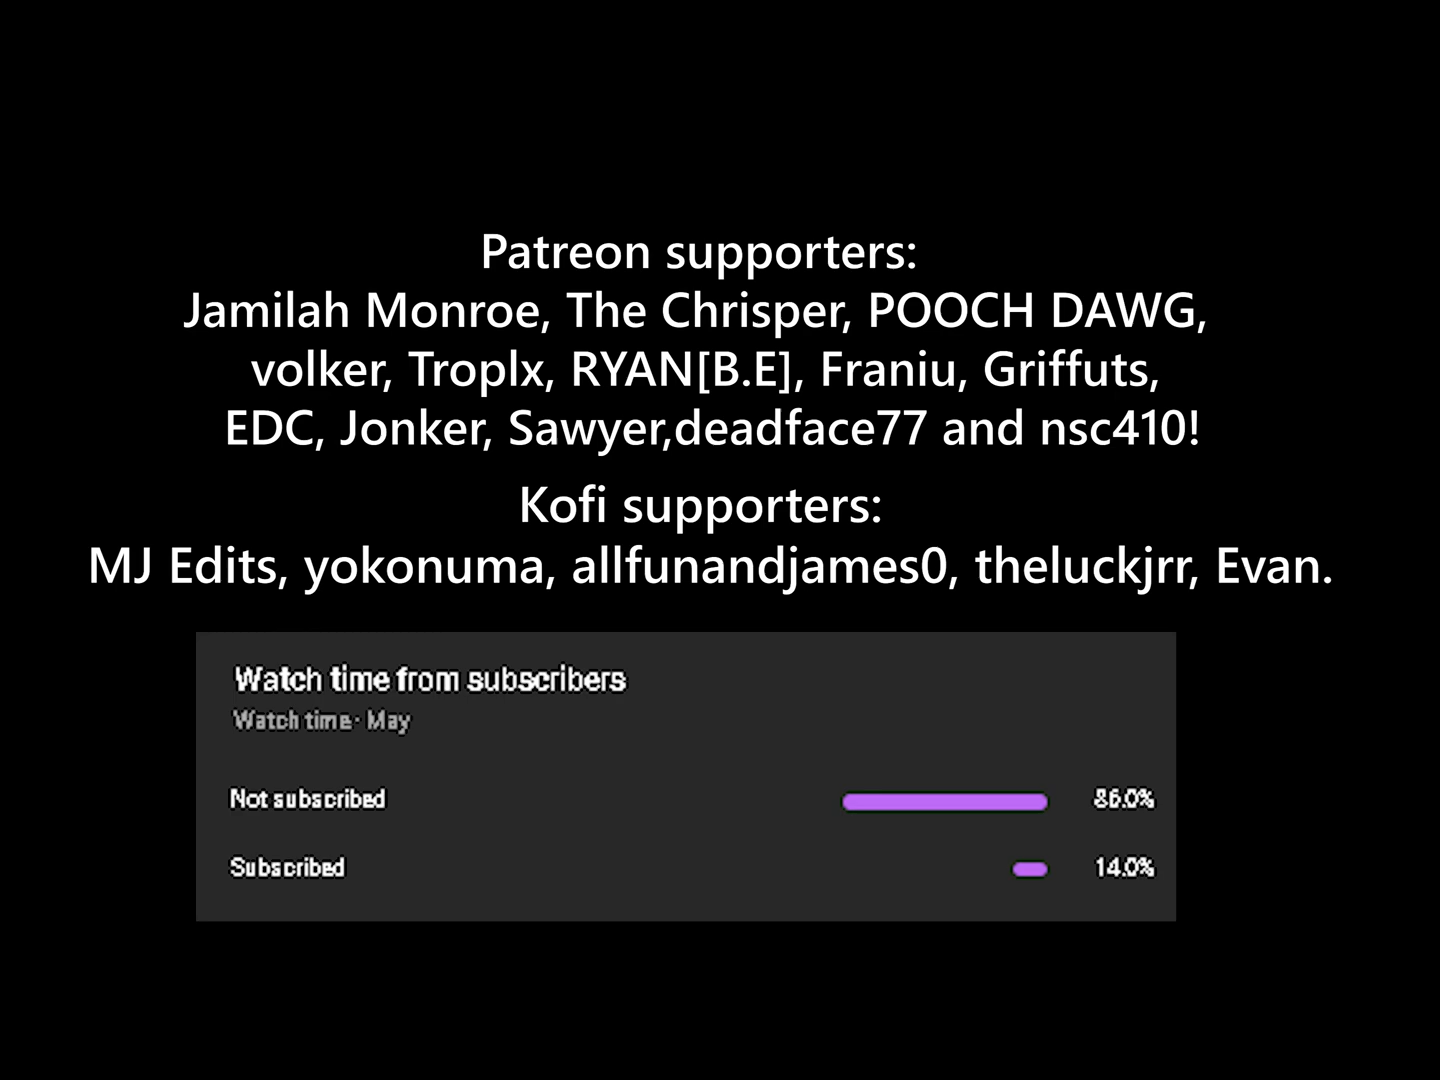 Patreon supporters:
Jamilah Monroe, The Chrisper, POOCH DAWG,
volker, Troplx, RYAN[B.E], Franiu, Griffuts,
EDC, Jonker, Sawyer,deadface77 and nsc410!
Kofi supporters:
MJ Edits, yokonuma, allfunandjames0, theluckjrr, Evan.
Watch time from subscribers
Watch time · May
Not subscribed 86.0%
Subscribed 14.0%